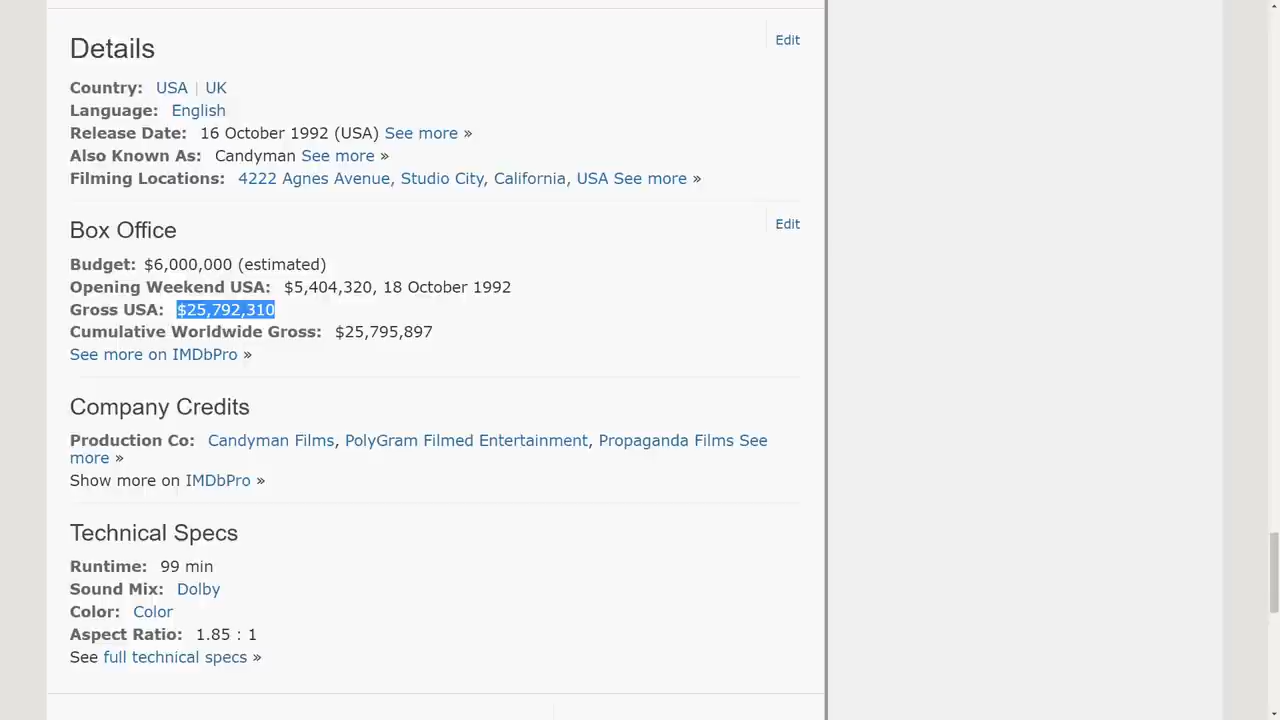 Details
Edit
Country: USA | UK
Language: English
Release Date: 16 October 1992 (USA) See more »
Also Known As: Candyman See more »
Filming Locations: 4222 Agnes Avenue, Studio City, California, USA See more »
Box Office
Edit
Budget: $6,000,000 (estimated)
Opening Weekend USA: $5,404,320, 18 October 1992
Gross USA: $25,792,310
Cumulative Worldwide Gross: $25,795,897
See more on IMDbPro »
Company Credits
Production Co: Candyman Films, PolyGram Filmed Entertainment, Propaganda Films See
more »
Show more on IMDbPro »
Technical Specs
Runtime: 99 min
Sound Mix: Dolby
Color: Color
Aspect Ratio: 1.85 : 1
See full technical specs »